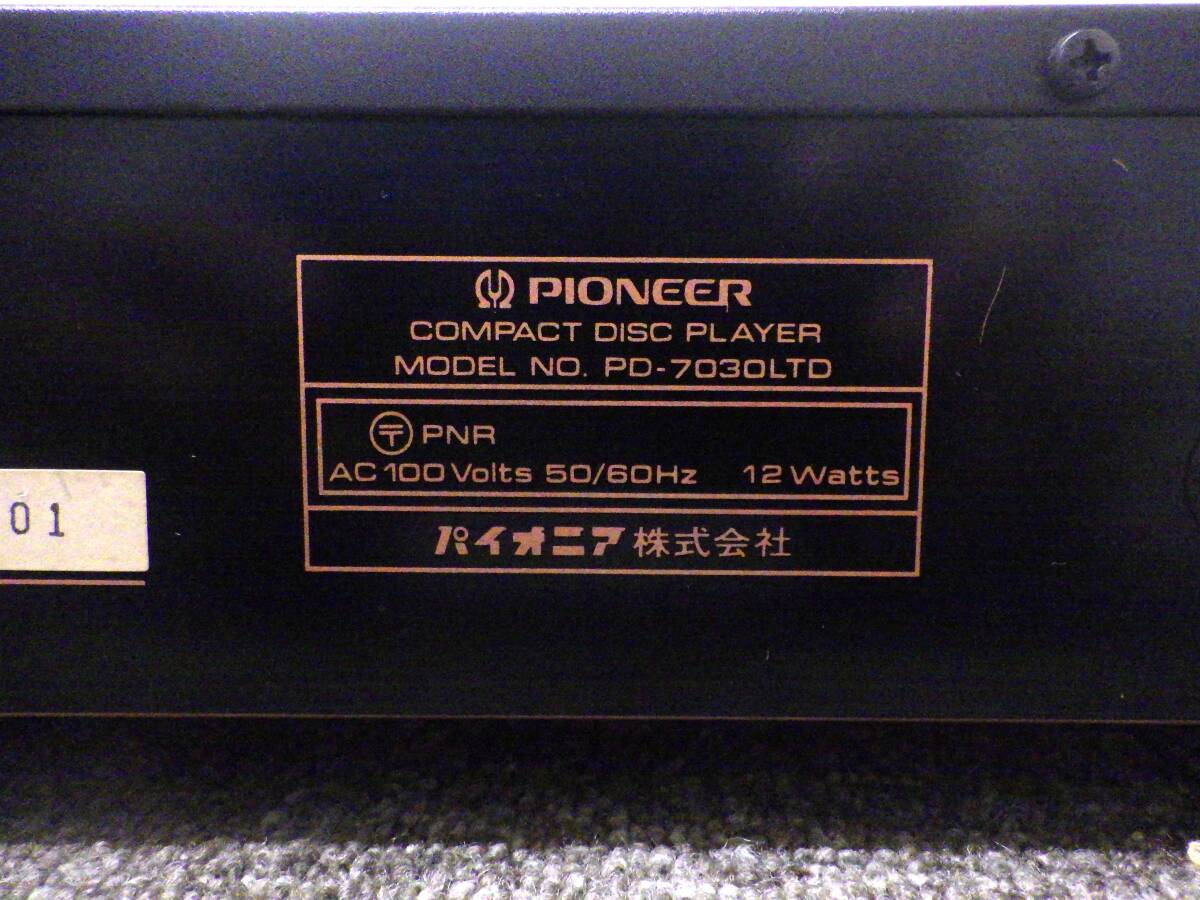 PIONEER
COMPACT DISC PLAYER
MODEL NO. PD-7030LTD
〒 PNR
AC 100 Volts 50/60Hz 12 Watts
パイオニア株式会社
01